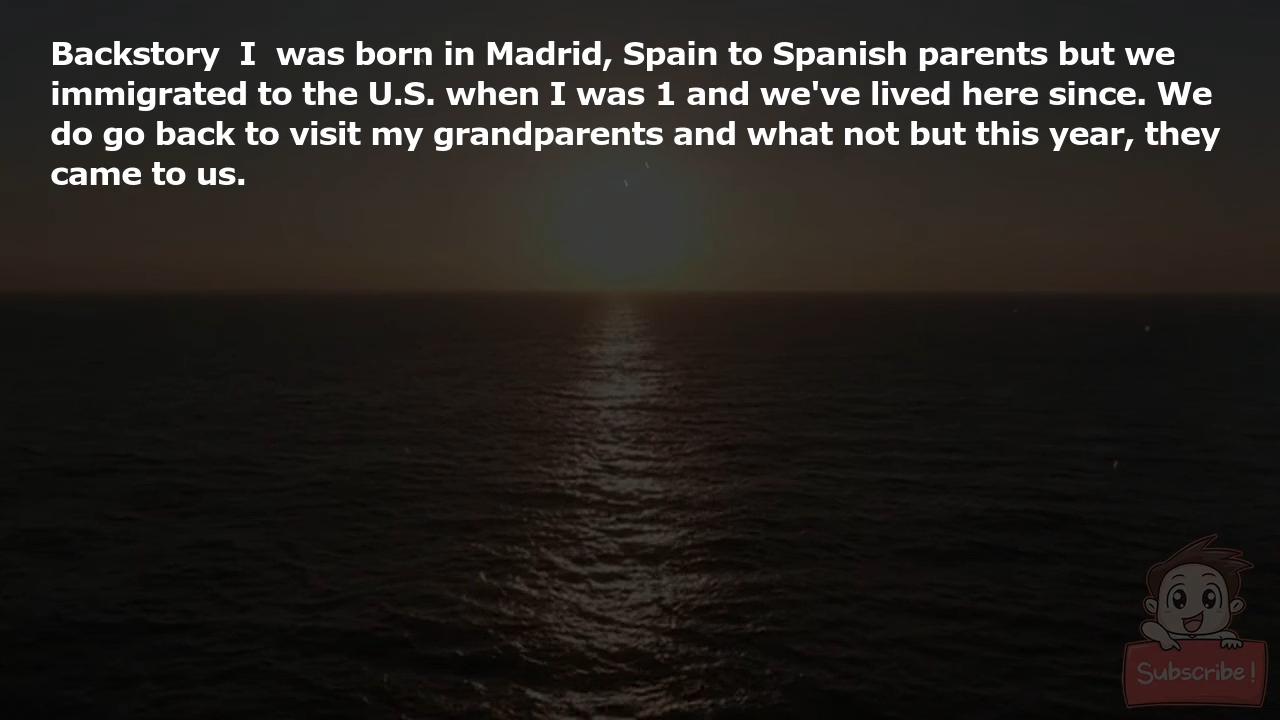 Backstory  I  was born in Madrid, Spain to Spanish parents but we
immigrated to the U.S. when I was 1 and we've lived here since. We
do go back to visit my grandparents and what not but this year, they
came to us.
Subscribe!